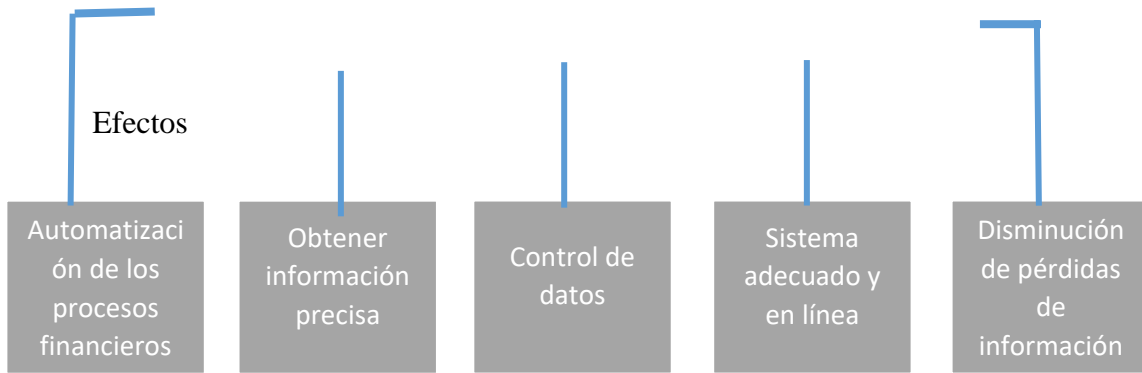 Efectos
Automatizaci
ón de los
procesos
financieros
Obtener
información
precisa
Control de
datos
Sistema
adecuado y
en línea
Disminución
de pérdidas
de
información